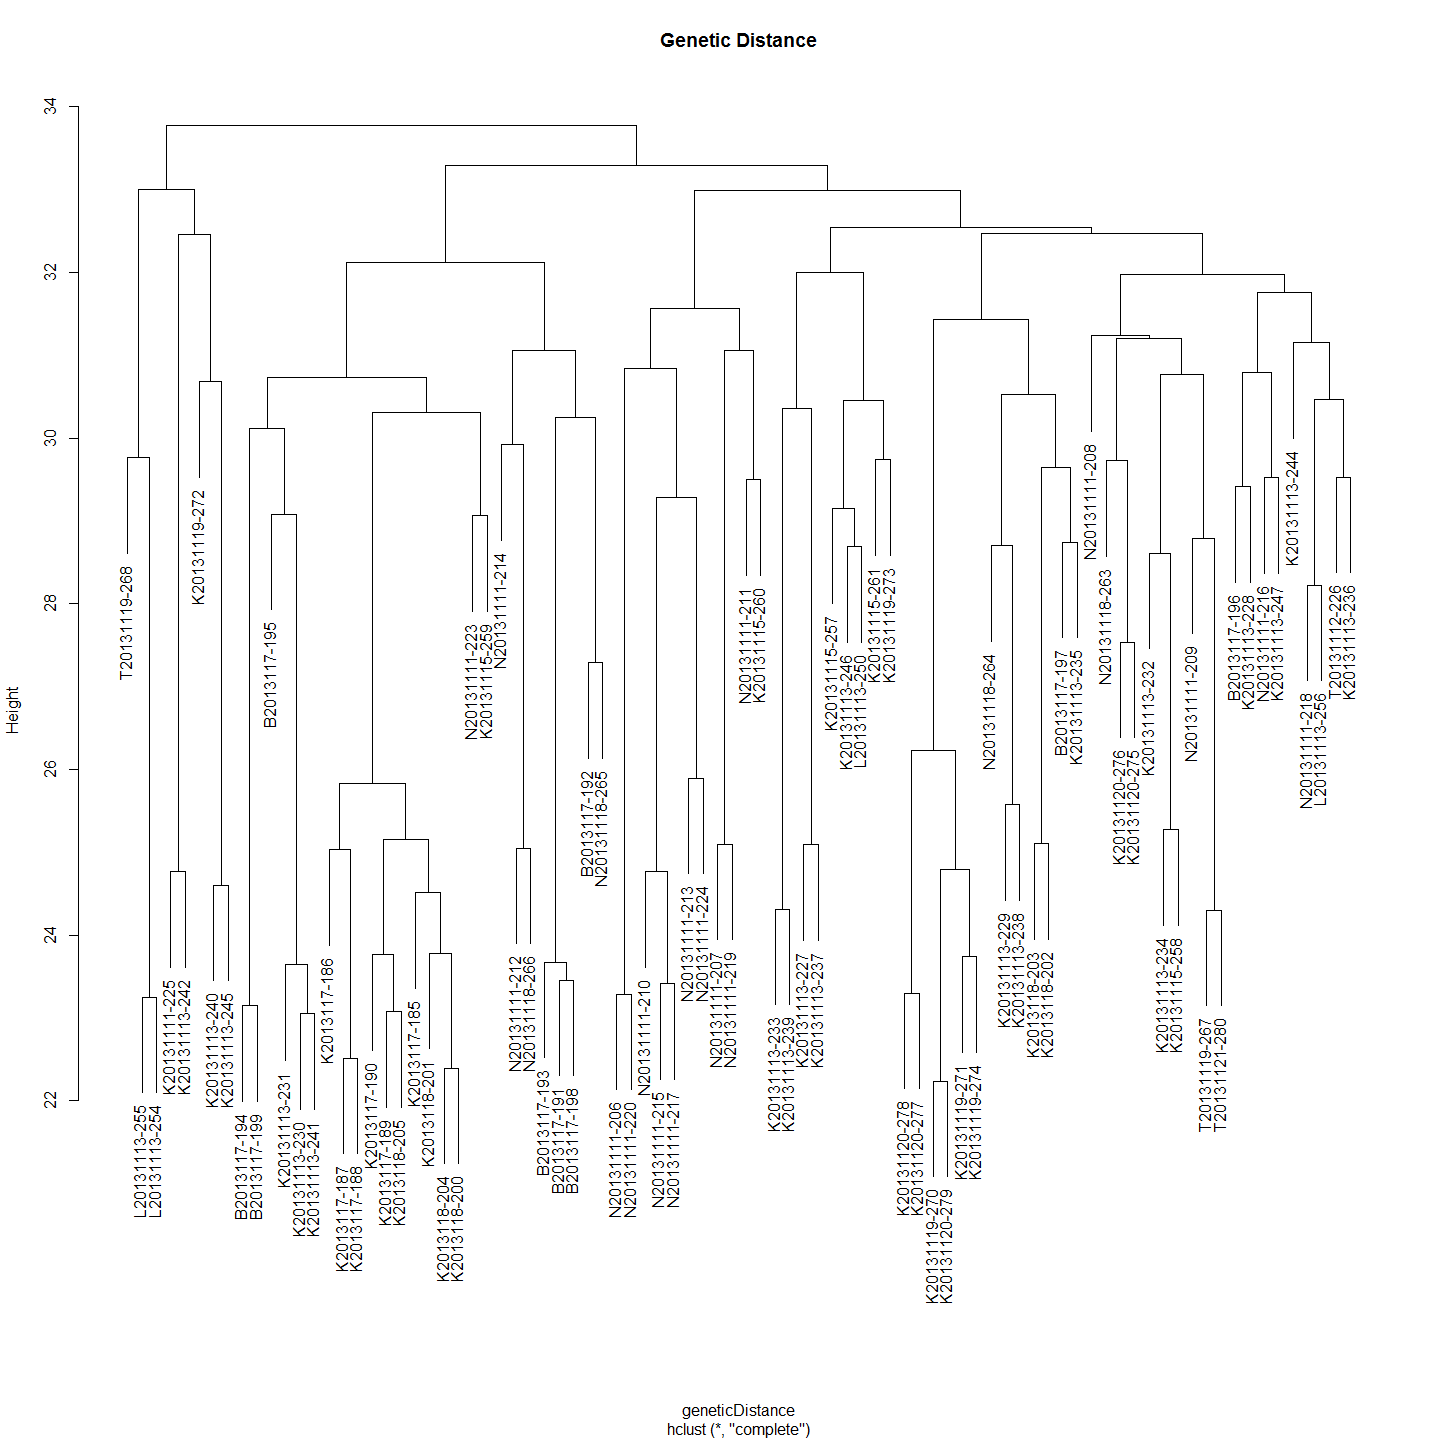 Genetic Distance
34
32
30
28
26
24
22
Height
T20131119-268
L20131113-255
L20131113-254
K20131111-225
K20131113-242
K20131119-272
K20131113-240
K20131113-245
B2013117-194
B2013117-199
B2013117-195
K20131113-231
K20131113-230
K20131113-241
K2013117-186
K2013117-187
K2013117-188
K2013117-190
K2013117-189
K2013118-205
K2013117-185
K2013118-201
K2013118-204
K2013118-200
N20131111-223
K20131115-259
N20131111-214
N20131111-212
N20131118-266
B2013117-193
B2013117-191
B2013117-198
B2013117-192
N20131118-265
N20131111-206
N20131111-220
N20131111-210
N20131111-215
N20131111-217
N20131111-213
N20131111-224
N20131111-207
N20131111-219
N20131111-211
K20131115-260
K20131113-233
K20131113-239
K20131113-227
K20131113-237
K20131115-257
K20131113-246
L20131113-250
K20131115-261
K20131119-273
K20131120-278
K20131120-277
K20131119-270
K20131120-279
K20131119-271
K20131119-274
N20131118-264
K20131113-229
K20131113-238
K2013118-203
K2013118-202
B2013117-197
K20131113-235
N20131111-208
N20131118-263
K20131120-276
K20131120-275
K20131113-232
K20131113-234
K20131115-258
N20131111-209
T20131119-267
T20131121-280
B2013117-196
K20131113-228
N20131111-216
K20131113-247
K20131113-244
N20131111-218
L20131113-256
T20131112-226
K20131113-236
geneticDistance
hclust (*, "complete")